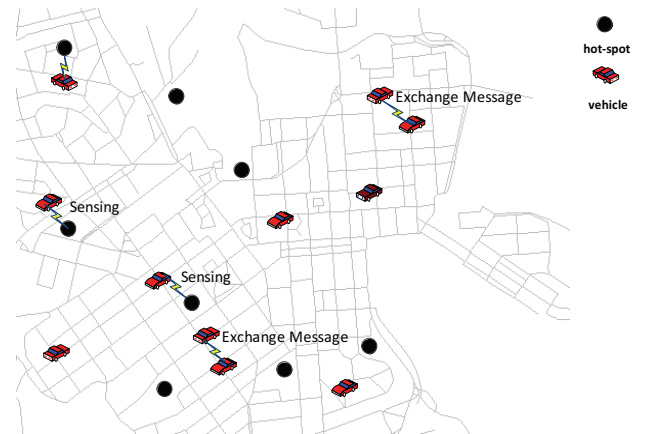 hot-spot
Exchange Message
vehicle
Sensing
Sensing
Exchange Message